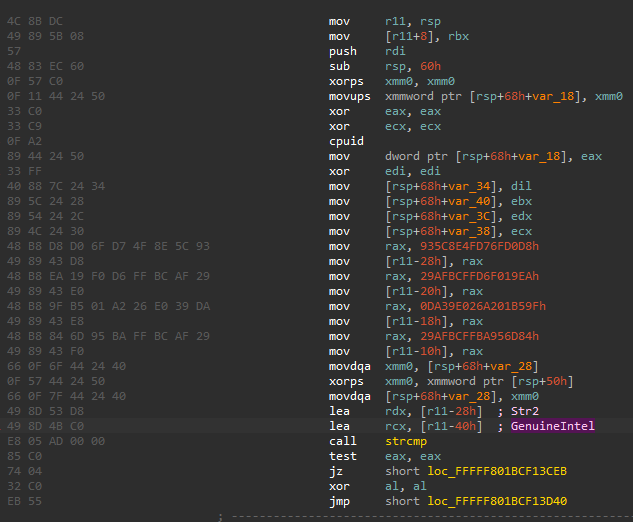 4C 8B DC mov r11, rsp
49 89 5B 08 mov [r11+8], rbx
57 push rdi
48 83 EC 60 sub rsp, 60h
0F 57 C0 xorps xmm0, xmm0
0F 11 44 24 50 movups xmmword ptr [rsp+68h+var_18], xmm0
33 C0 xor eax, eax
33 C9 xor ecx, ecx
0F A2 cpuid
89 44 24 50 mov dword ptr [rsp+68h+var_18], eax
33 FF xor edi, edi
40 88 7C 24 34 mov [rsp+68h+var_34], dil
89 5C 24 28 mov [rsp+68h+var_40], ebx
89 54 24 2C mov [rsp+68h+var_3C], edx
89 4C 24 30 mov [rsp+68h+var_38], ecx
48 B8 D8 D0 6F D7 4F 8E 5C 93 mov rax, 935C8E4FD76FD0D8h
49 89 43 D8 mov [r11-28h], rax
48 B8 EA 19 F0 D6 FF BC AF 29 mov rax, 29AFBCFFD6F019EAh
49 89 43 E0 mov [r11-20h], rax
48 B8 9F B5 01 A2 26 E0 39 DA mov rax, 0DA39E026A201B59Fh
49 89 43 E8 mov [r11-18h], rax
48 B8 84 6D 95 BA FF BC AF 29 mov rax, 29AFBCFFBA956D84h
49 89 43 F0 mov [r11-10h], rax
66 0F 6F 44 24 40 movdqa xmm0, [rsp+68h+var_28]
0F 57 44 24 50 xorps xmm0, xmmword ptr [rsp+50h]
66 0F 7F 44 24 40 movdqa [rsp+68h+var_28], xmm0
49 8D 53 D8 lea rdx, [r11-28h] ; Str2
49 8D 4B C0 lea rcx, [r11-40h] ; GenuineIntel
E8 05 AD 00 00 call strcmp
85 C0 test eax, eax
74 04 jz short loc_FFFFF801BCF13CEB
32 C0 xor al, al
EB 55 jmp short loc_FFFFF801BCF13D40
; ------------------------------------------------------------